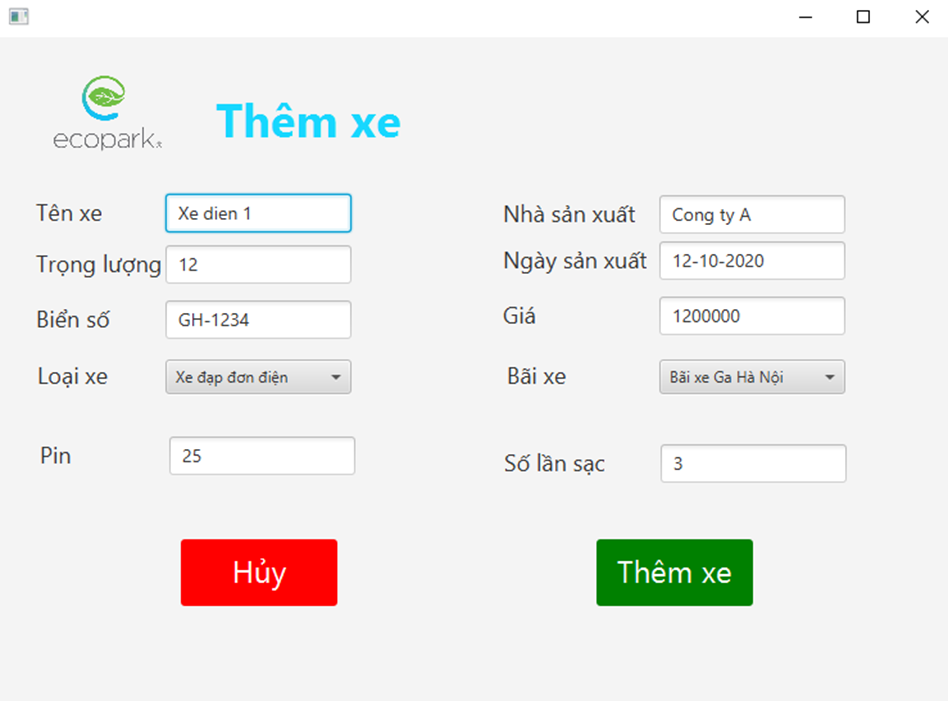 ecopark
Thêm xe
Tên xe Xe dien 1 Nhà sản xuất Cong ty A
Trọng lượng 12 Ngày sản xuất 12-10-2020
Biển số GH-1234 Giá 1200000
Loại xe Xe đạp đơn điện Bãi xe Bãi xe Ga Hà Nội
Pin 25 Số lần sạc 3
Hủy Thêm xe